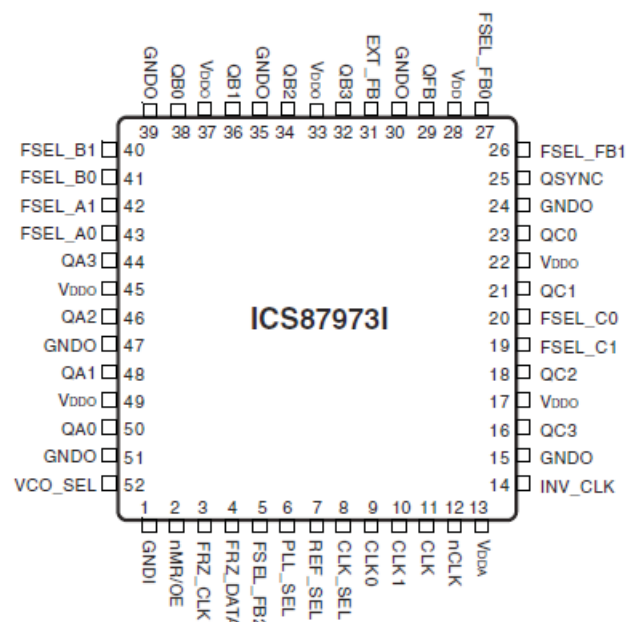 GNDO QB0 VDDO QB1 GNDO QB2 VDDO QB3 EXT_FB GNDO QFB VDD FSEL_FB0
39 38 37 36 35 34 33 32 31 30 29 28 27
FSEL_B1 40 26 FSEL_FB1
FSEL_B0 41 25 QSYNC
FSEL_A1 42 24 GNDO
FSEL_A0 43 23 QC0
QA3 44 22 VDDO
VDDO 45 21 QC1
QA2 46 ICS87973I 20 FSEL_C0
GNDO 47 19 FSEL_C1
QA1 48 18 QC2
VDDO 49 17 VDDO
QA0 50 16 QC3
GNDO 51 15 GNDO
VCO_SEL 52 14 INV_CLK
1 2 3 4 5 6 7 8 9 10 11 12 13
GNDI nMR/OE FRZ_CLK FRZ_DATA FSEL_FB2 PLL_SEL REF_SEL CLK_SEL CLK0 CLK1 CLK nCLK VDDA